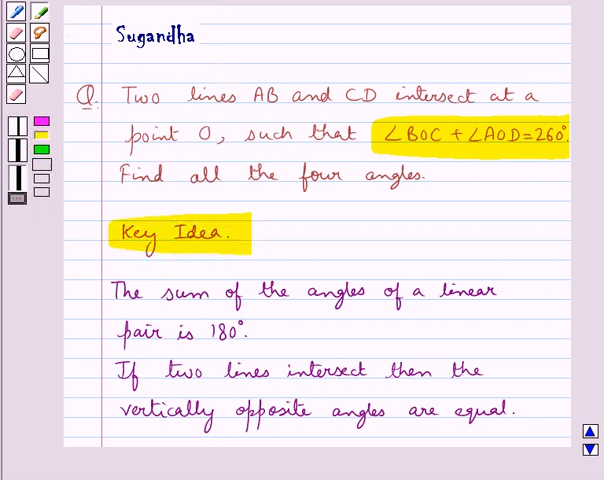 Sugandha
Q. Two lines AB and CD intersect at a
point O, such that ∠BOC + ∠AOD = 260°.
Find all the four angles.
Key Idea.
The sum of the angles of a linear
pair is 180°.
If two lines intersect then the
vertically opposite angles are equal.